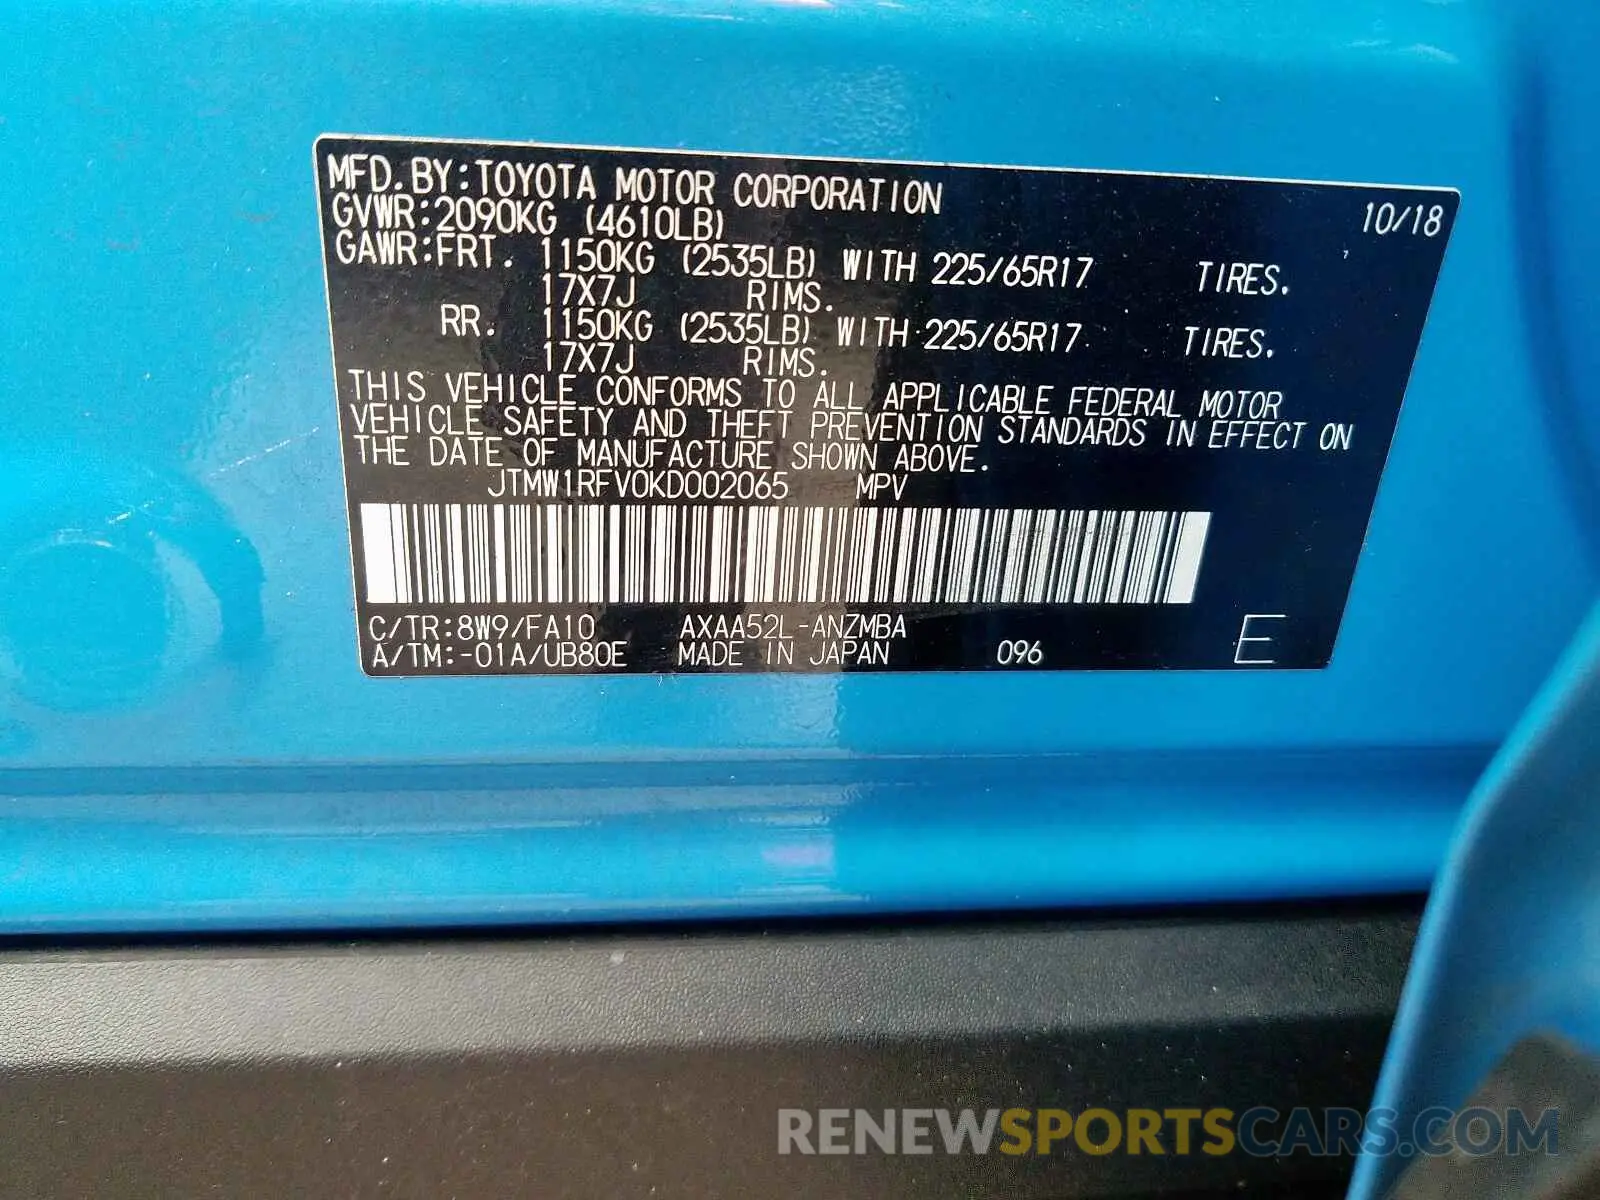 MFD.BY:TOYOTA MOTOR CORPORATION 10/18
GVWR:2090KG (4610LB)
GAWR:FRT. 1150KG (2535LB) WITH 225/65R17 TIRES.
17X7J RIMS.
RR. 1150KG (2535LB) WITH 225/65R17 TIRES.
17X7J RIMS.
THIS VEHICLE CONFORMS TO ALL APPLICABLE FEDERAL MOTOR
VEHICLE SAFETY AND THEFT PREVENTION STANDARDS IN EFFECT ON
THE DATE OF MANUFACTURE SHOWN ABOVE.
JTMW1RFV0KD002065 MPV
C/TR:8W9/FA10 AXAA52L-ANZMBA
A/TM:-01A/UB80E MADE IN JAPAN 096 E
RENEWSPORTSCARS.COM